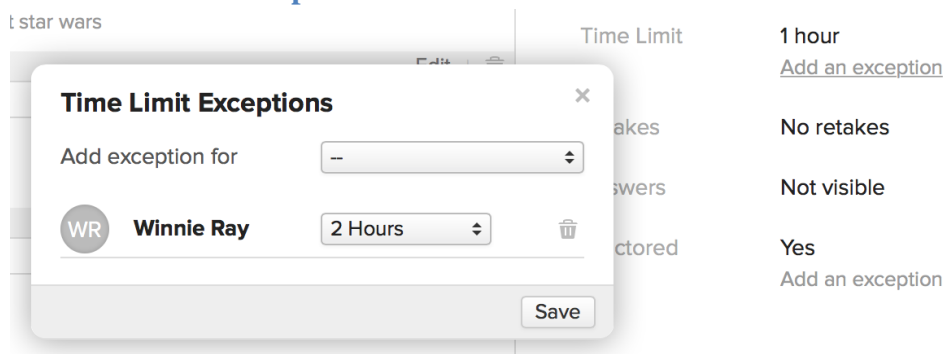 t star wars
Edit
Time Limit Exceptions
×
Add exception for
--
WR
Winnie Ray
2 Hours
Save
Time Limit
1 hour
Add an exception
akes
No retakes
swers
Not visible
ctored
Yes
Add an exception